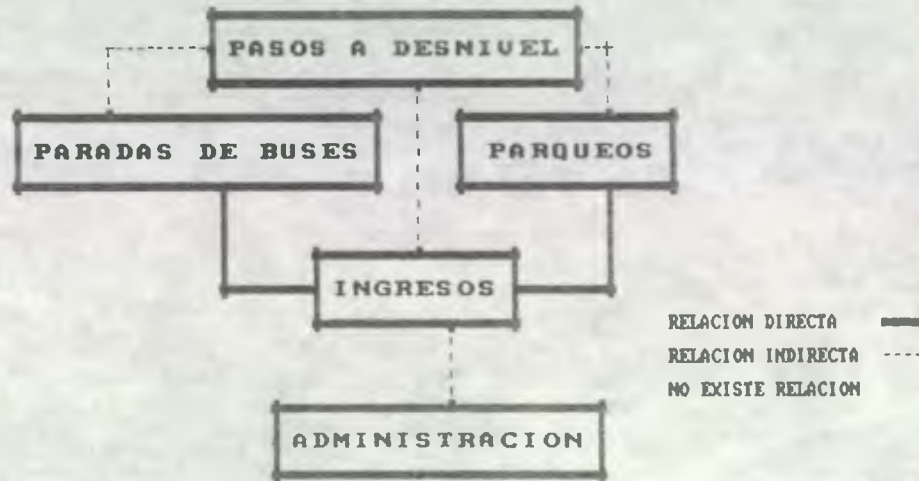 PASOS A DESNIVEL
PARADAS DE BUSES
PARQUEOS
INGRESOS
RELACION DIRECTA
RELACION INDIRECTA
NO EXISTE RELACION
ADMINISTRACION